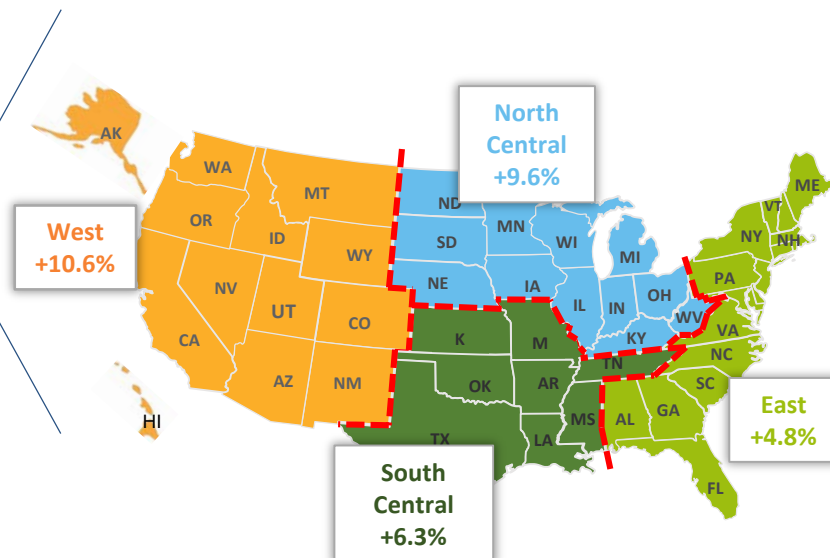 North
Central
+9.6%
AK
WA
MT
ND
MN
ME
VT
OR
ID
WY
SD
WI
MI
NY
NH
West
+10.6%
NV
UT
CO
NE
IA
IL
IN
OH
PA
WV
VA
CA
K
M
KY
NC
AZ
NM
OK
AR
TN
SC
HI
TX
LA
MS
AL
GA
FL
East
+4.8%
South
Central
+6.3%